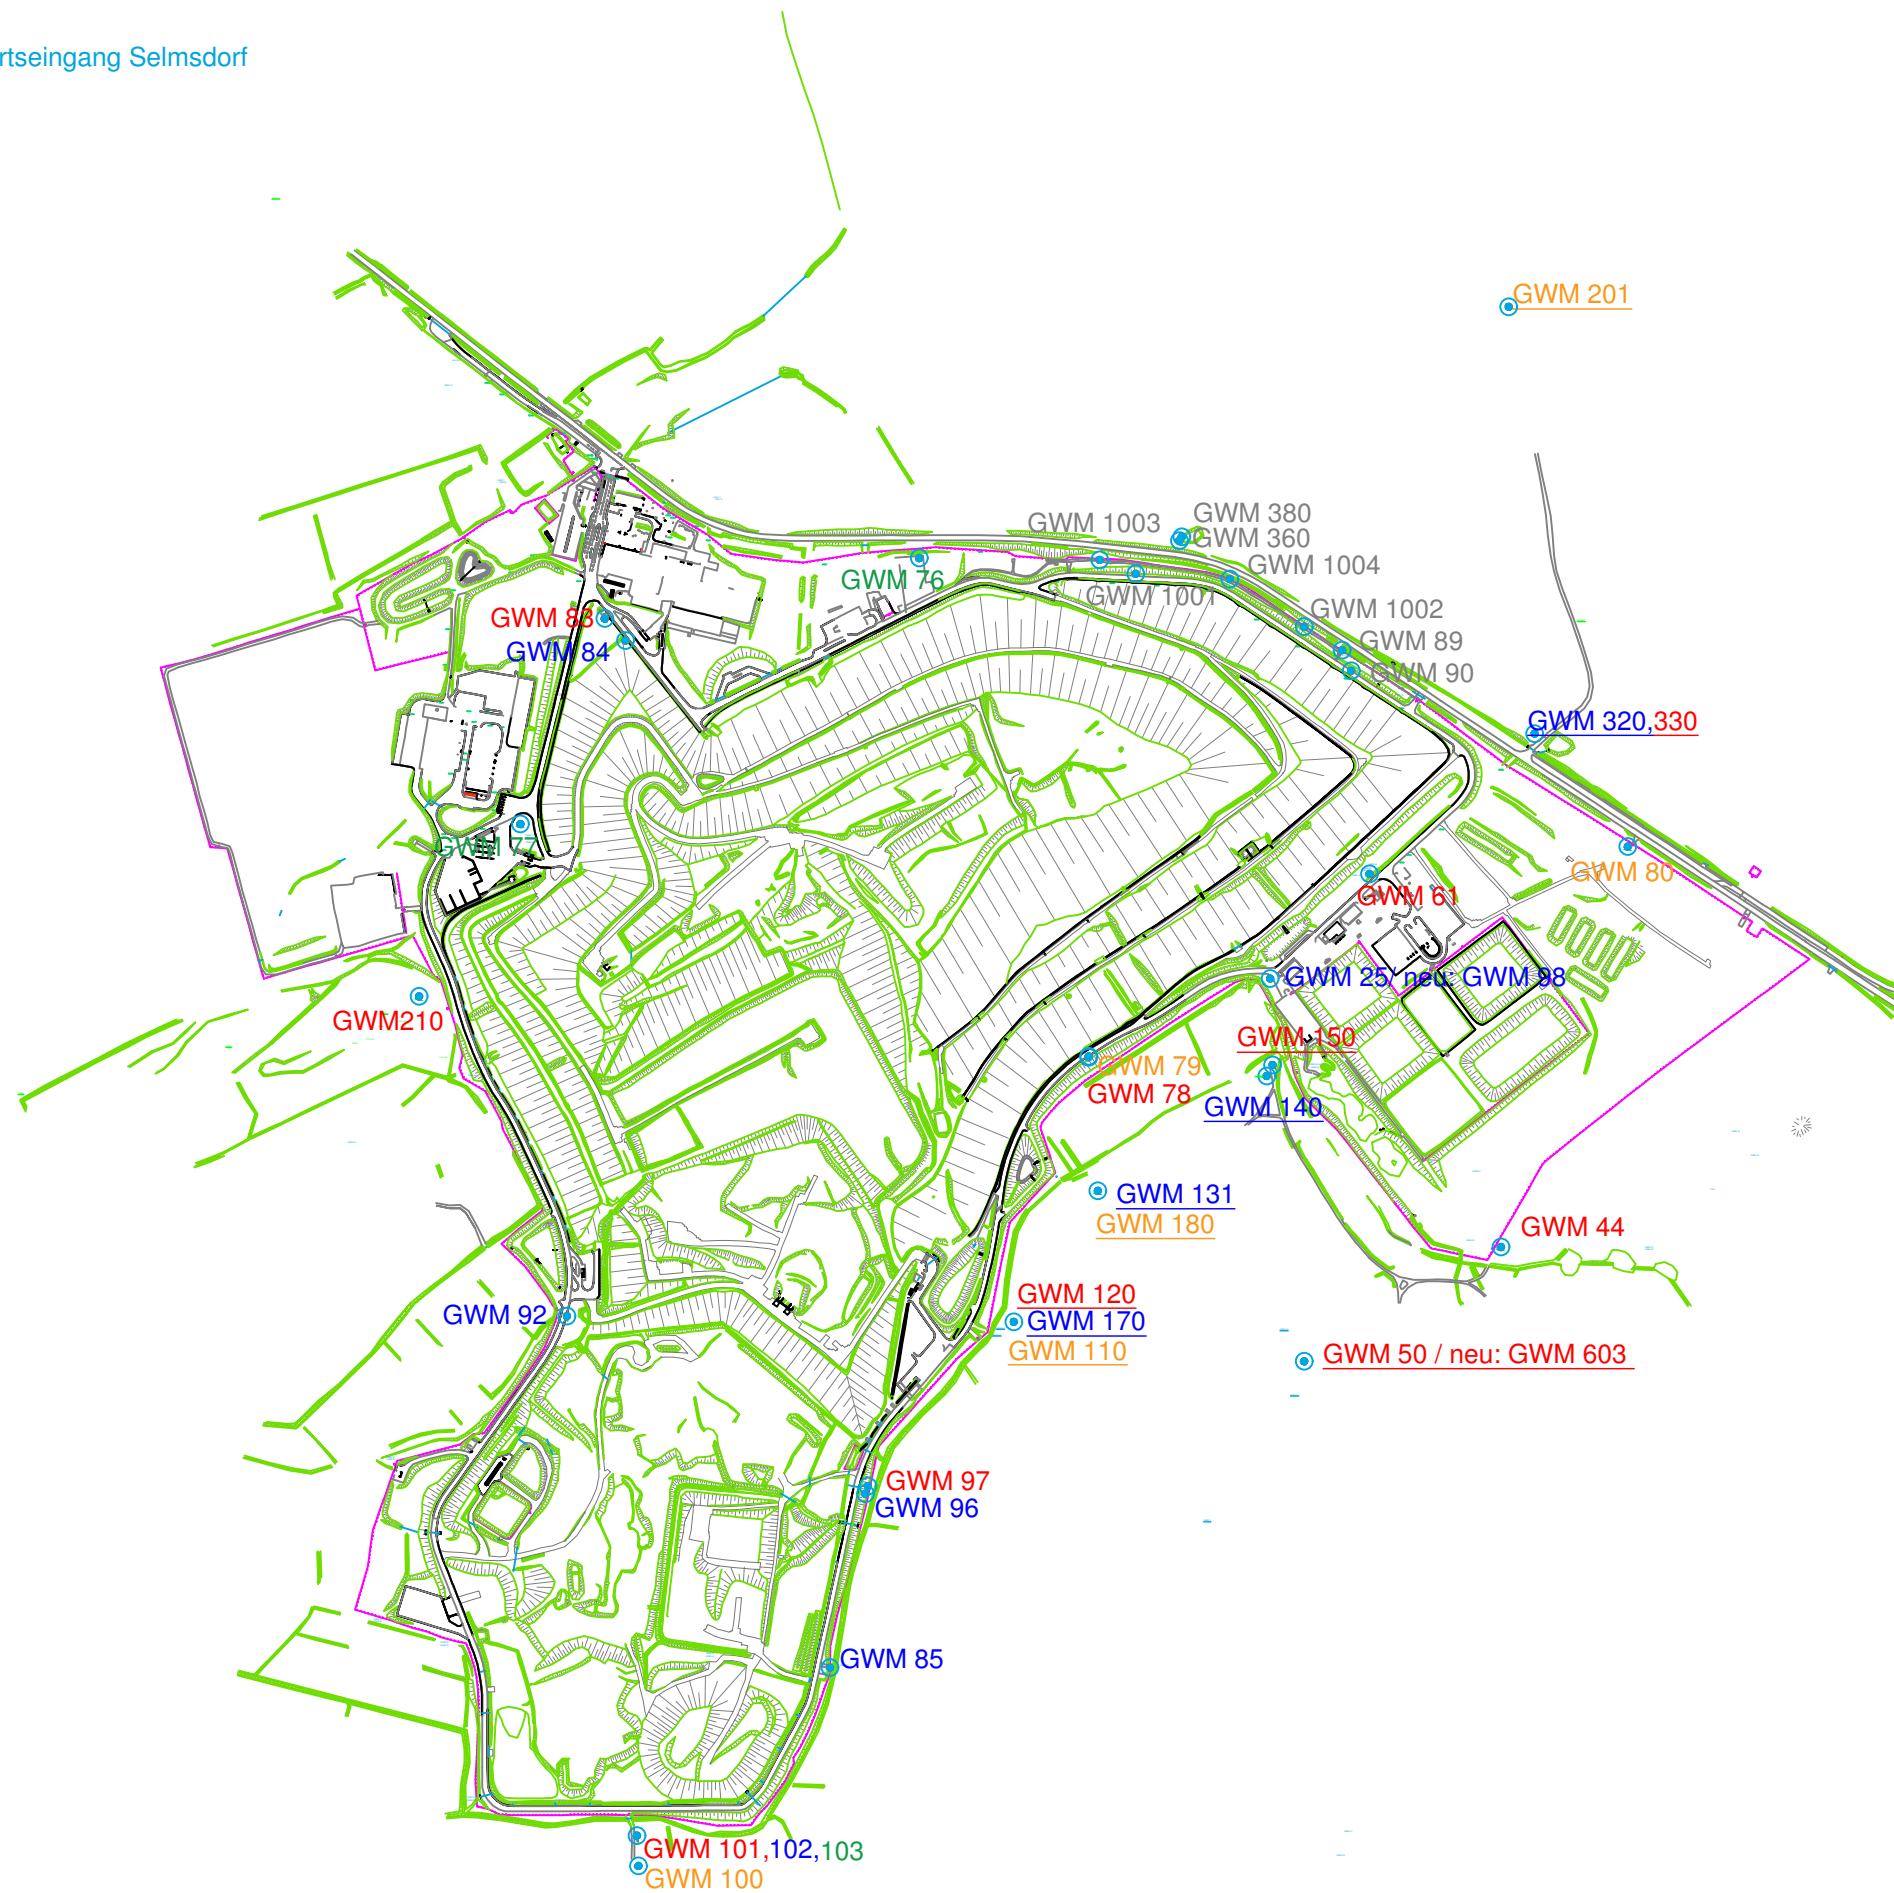 rtseingang Selmsdorf
GWM 201
GWM 380
GWM 1003
GWM 360
GWM 1004
GWM 76
GWM 1001
GWM 1002
GWM 83
GWM 89
GWM 84
GWM 90
GWM 320,330
GWM 77
GWM 80
GWM 61
GWM 25/ neu: GWM 98
GWM210
GWM 150
GWM 79
GWM 78
GWM 140
GWM 131
GWM 180
GWM 44
GWM 120
GWM 92
GWM 170
GWM 110
GWM 50 / neu: GWM 603
GWM 97
GWM 96
GWM 85
GWM 101,102,103
GWM 100